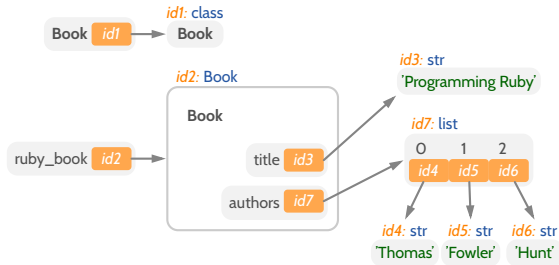 id1: class
Book id1
Book
id2: Book
Book
id3: str
'Programming Ruby'
id7: list
0 1 2
id4 id5 id6
ruby_book id2
title id3
authors id7
id4: str
id5: str
id6: str
'Thomas'
'Fowler'
'Hunt'